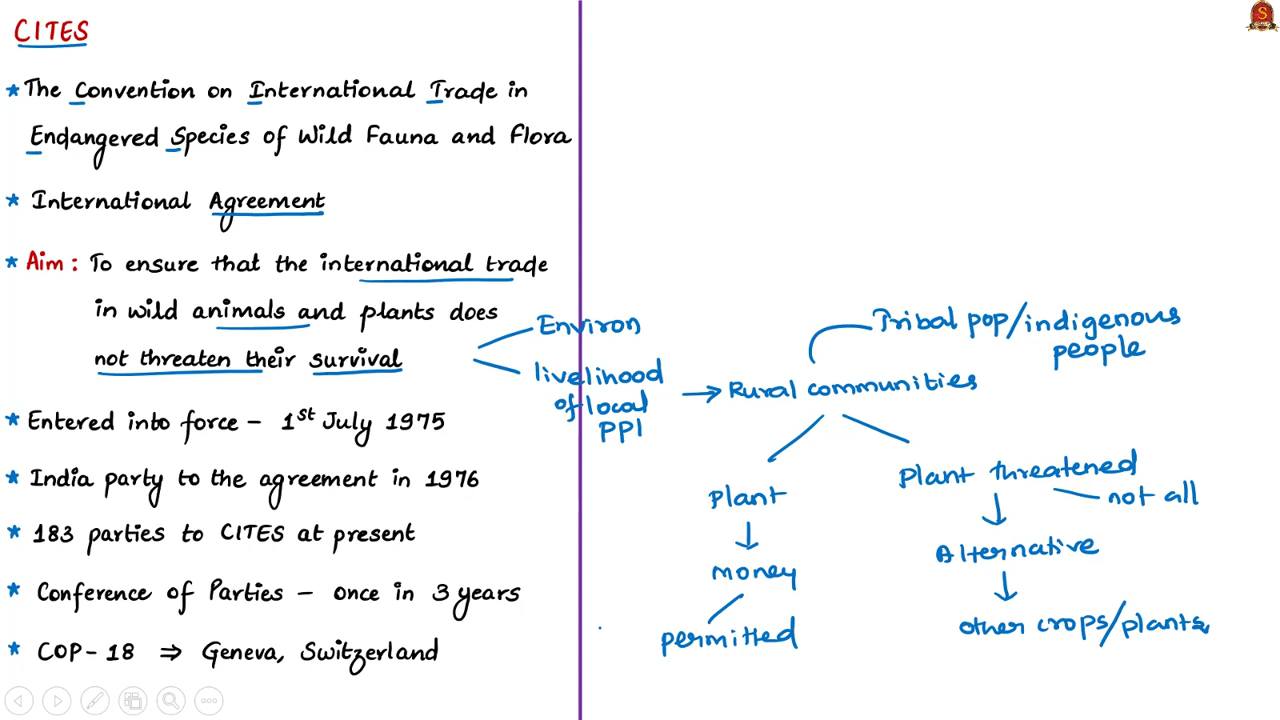 CITES
* The Convention on International Trade in
Endangered Species of Wild Fauna and Flora
* International Agreement
* Aim : To ensure that the international trade
in wild animals and plants does
not threaten their survival
* Entered into force – 1st July 1975
* India party to the agreement in 1976
* 183 parties to CITES at present
* Conference of Parties – once in 3 years
* COP-18 ⇒ Geneva, Switzerland
Environ
livelihood
of local
PPl
→ Rural communities
Tribal pop/indigenous
people
Plant
↓
money
permitted
Plant threatened
not all
↓
Alternative
↓
other crops/plants